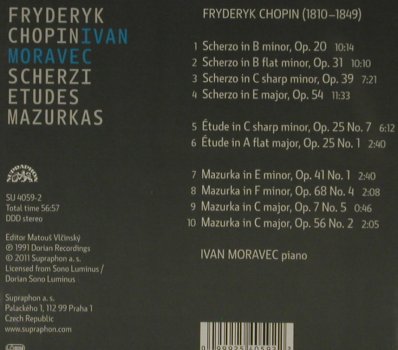 FRYDERYK
CHOPINIVAN
MORAVEC
SCHERZI
ETUDES
MAZURKAS
SUPRAPHON
SU 4059-2
Total time 56:57
DDD stereo
Editor Matouš Vlčinský
Ⓟ 1991 Dorian Recordings
© 2011 Supraphon a. s.
Licensed from Sono Luminus /
Dorian Sono Luminus
Supraphon a. s.
Palackého 1, 112 99 Praha 1
Czech Republic
www.supraphon.com
FRYDERYK CHOPIN (1810–1849)
1 Scherzo in B minor, Op. 20 10:14
2 Scherzo in B flat minor, Op. 31 10:10
3 Scherzo in C sharp minor, Op. 39 7:21
4 Scherzo in E major, Op. 54 11:33
5 Étude in C sharp minor, Op. 25 No. 7 6:12
6 Étude in A flat major, Op. 25 No. 1 2:40
7 Mazurka in E minor, Op. 41 No. 1 2:40
8 Mazurka in F minor, Op. 68 No. 4 2:08
9 Mazurka in C major, Op. 7 No. 5 0:46
10 Mazurka in C major, Op. 56 No. 2 2:05
IVAN MORAVEC piano